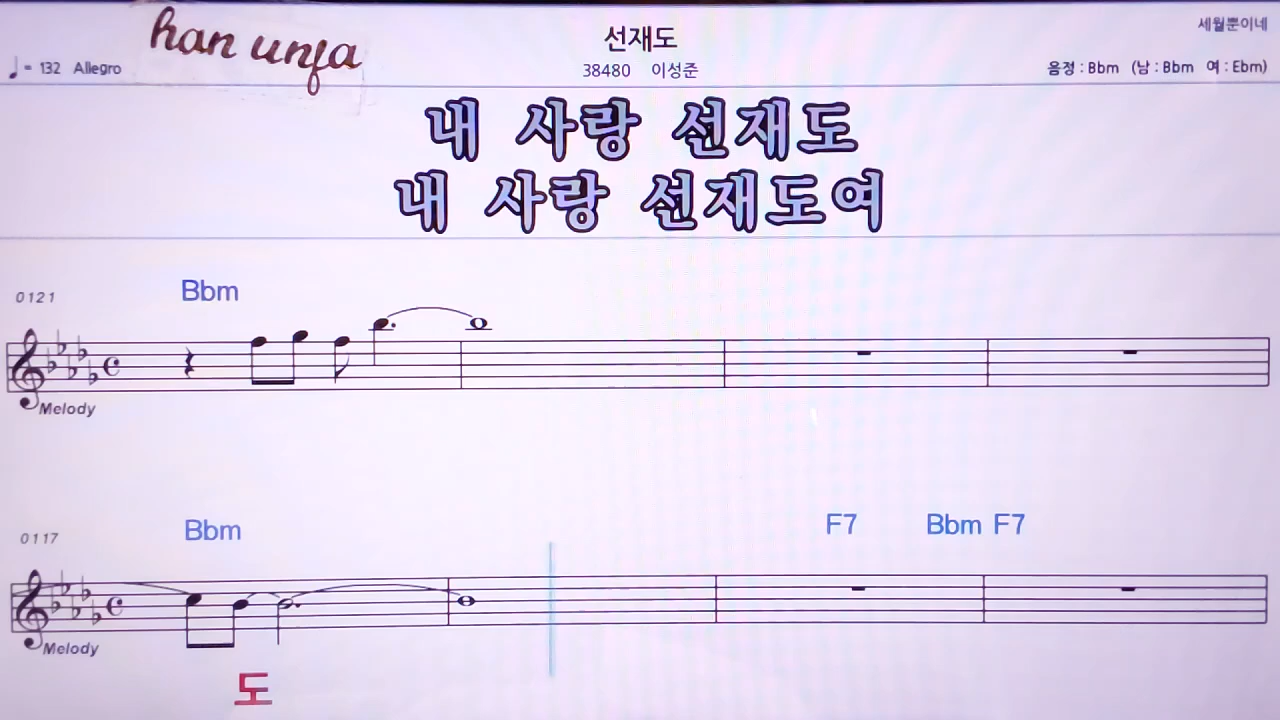 han unja
선재도
세월뿐이네
♩= 132 Allegro
38480 이성준
음정 : Bbm (남 : Bbm 여 : Ebm)
내 사랑 선재도
내 사랑 선재도여
0121
Bbm
Melody
0117
Bbm F7 Bbm F7
Melody
도